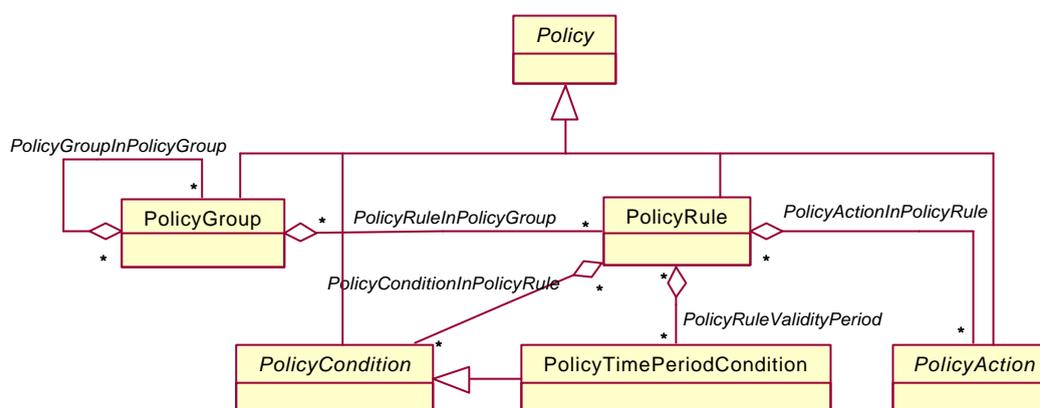 Policy
PolicyGroupInPolicyGroup
*
PolicyGroup
*
PolicyRuleInPolicyGroup
*
PolicyRule
PolicyActionInPolicyRule
*
*
*
*
PolicyConditionInPolicyRule
*
PolicyRuleValidityPeriod
*
*
*
PolicyCondition
PolicyTimePeriodCondition
PolicyAction